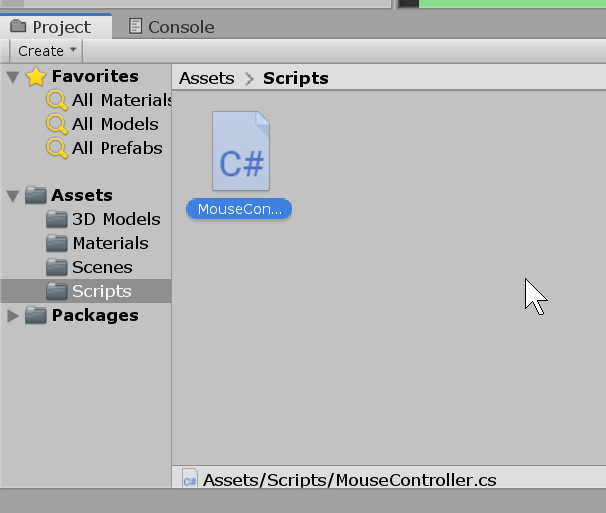 Project
Console
Create
Favorites
All Materials
All Models
All Prefabs
Assets
3D Models
Materials
Scenes
Scripts
Packages
Assets > Scripts
C#
MouseCon...
C# Assets/Scripts/MouseController.cs